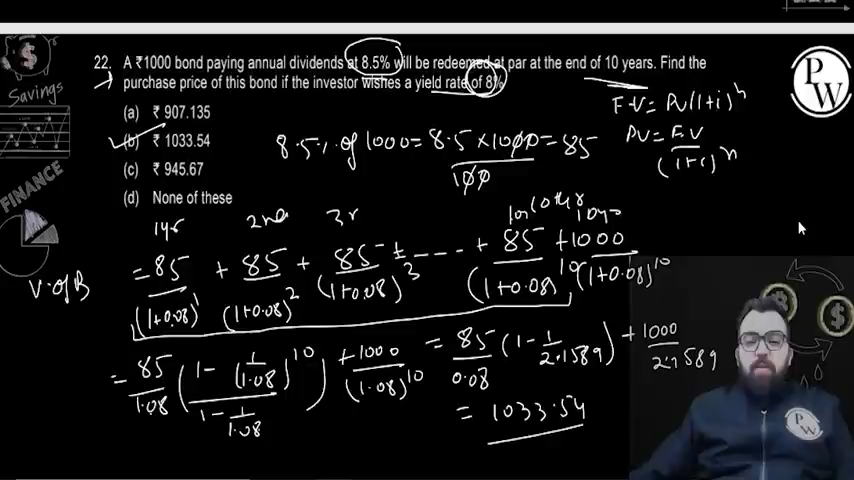 22. A ₹1000 bond paying annual dividends at 8.5% will be redeemed at par at the end of 10 years. Find the
purchase price of this bond if the investor wishes a yield rate of 8%
(a) ₹ 907.135
(b) ₹ 1033.54
(c) ₹ 945.67
(d) None of these
Savings
FINANCE
P
W
F.V = PV(1+i)^n
PV = F.V / (1+i)^n
8.5% of 1000 = 8.5 × 1000 / 100 = 85
1yr 2nd 3r
V. of B = 85/(1+0.08)^1 + 85/(1+0.08)^2 + 85/(1+0.08)^3 + ---- + 85/(1+0.08)^10 + 1000/(1+0.08)^10
= 85/1.08 (1 - (1/1.08)^10 / 1 - 1/1.08) + 1000/(1.08)^10 = 85/0.08 (1 - 1/2.1589) + 1000/2.1589
= 1033.54
P
W